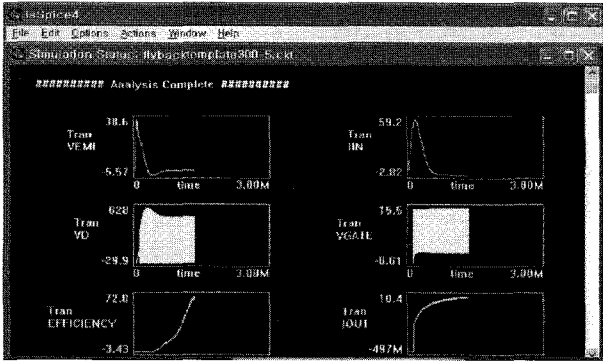 IsSpice4
File Edit Options Actions Window Help
Simulation Status: flybacktemplate300-5.ckt
########## Analysis Complete ##########
38.6
Tran
VEMI
-5.57
0 time 3.00M
59.2
Tran
IIN
-2.82
0 time 3.00M
628
Tran
VD
-29.9
0 time 3.00M
15.5
Tran
VGATE
-0.61
0 time 3.00M
72.8
Tran
EFFICIENCY
-3.43
10.4
Tran
IOUT
-497M